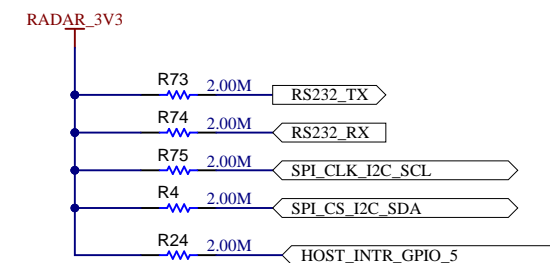 RADAR_3V3
R73 2.00M RS232_TX
R74 2.00M RS232_RX
R75 2.00M SPI_CLK_I2C_SCL
R4 2.00M SPI_CS_I2C_SDA
R24 2.00M HOST_INTR_GPIO_5